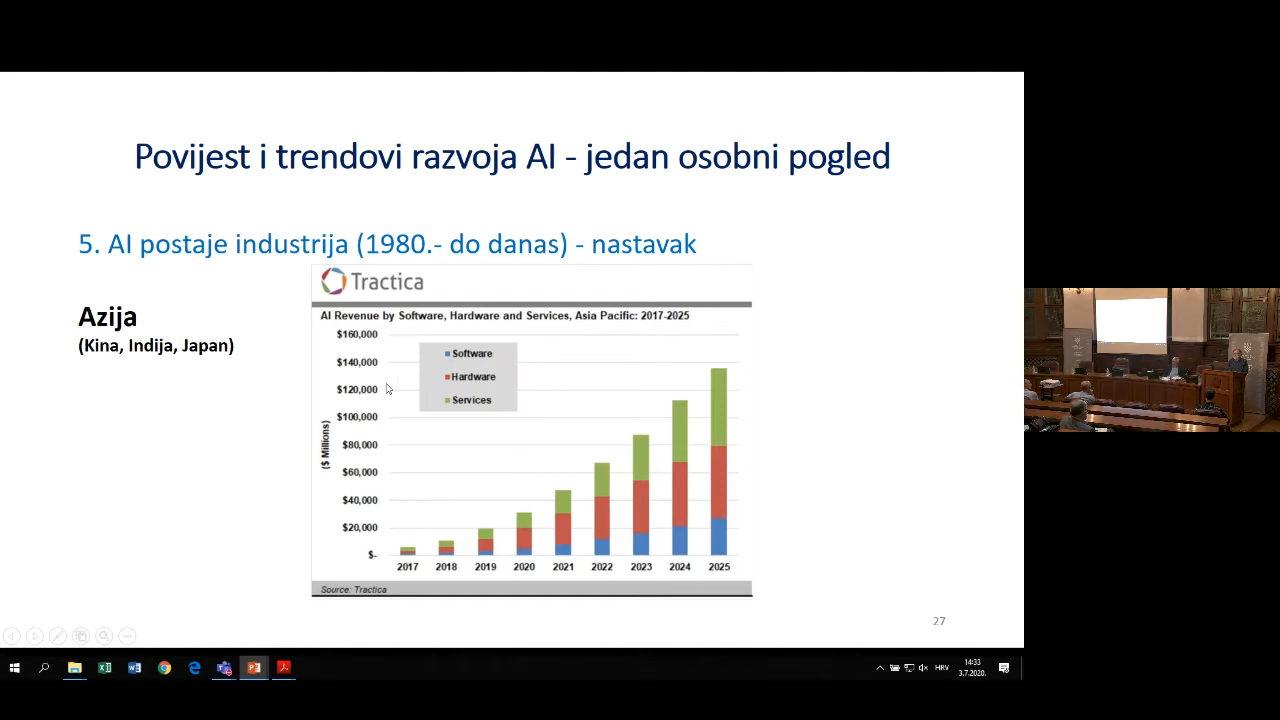 Povijest i trendovi razvoja AI - jedan osobni pogled
5. AI postaje industrija (1980.- do danas) - nastavak
Azija
(Kina, Indija, Japan)
Tractica
AI Revenue by Software, Hardware and Services, Asia Pacific: 2017-2025
($ Millions)
$160,000
$140,000
$120,000
$100,000
$80,000
$60,000
$40,000
$20,000
$-
Software
Hardware
Services
2017 2018 2019 2020 2021 2022 2023 2024 2025
Source: Tractica
27
HRV
14:33
3.7.2020.